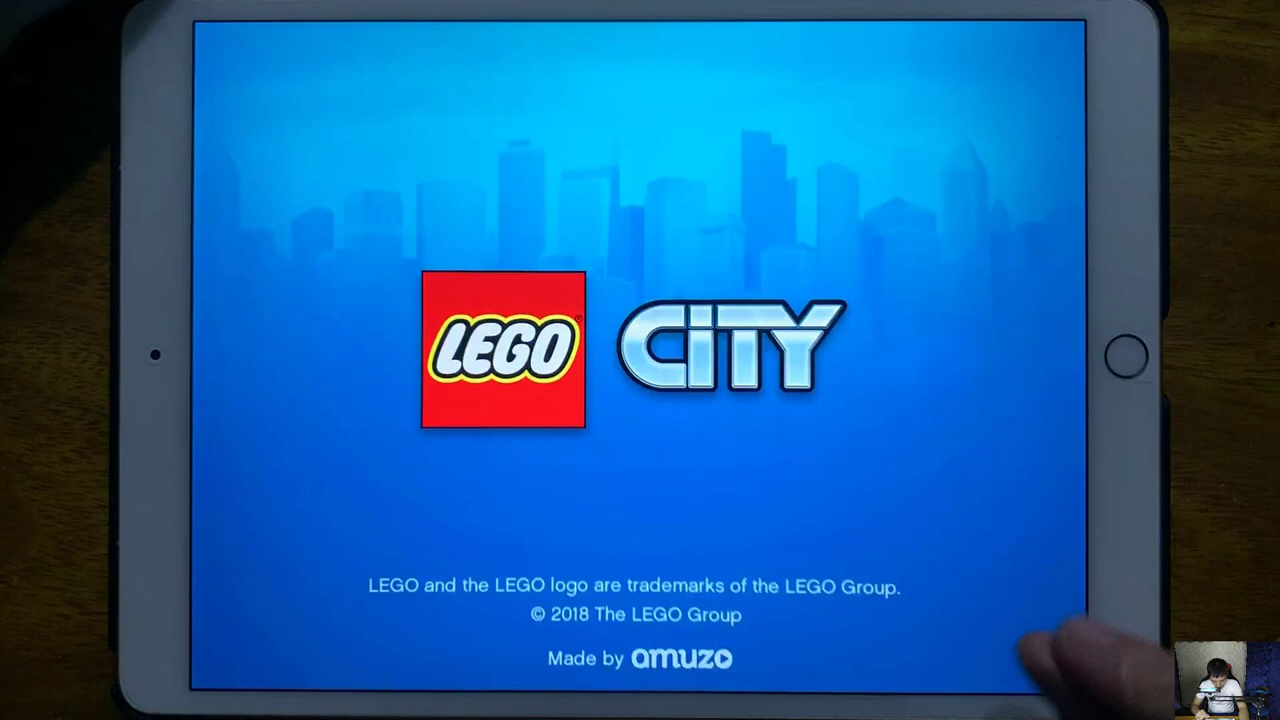 LEGO ®
CITY
LEGO and the LEGO logo are trademarks of the LEGO Group.
© 2018 The LEGO Group
Made by amuzo